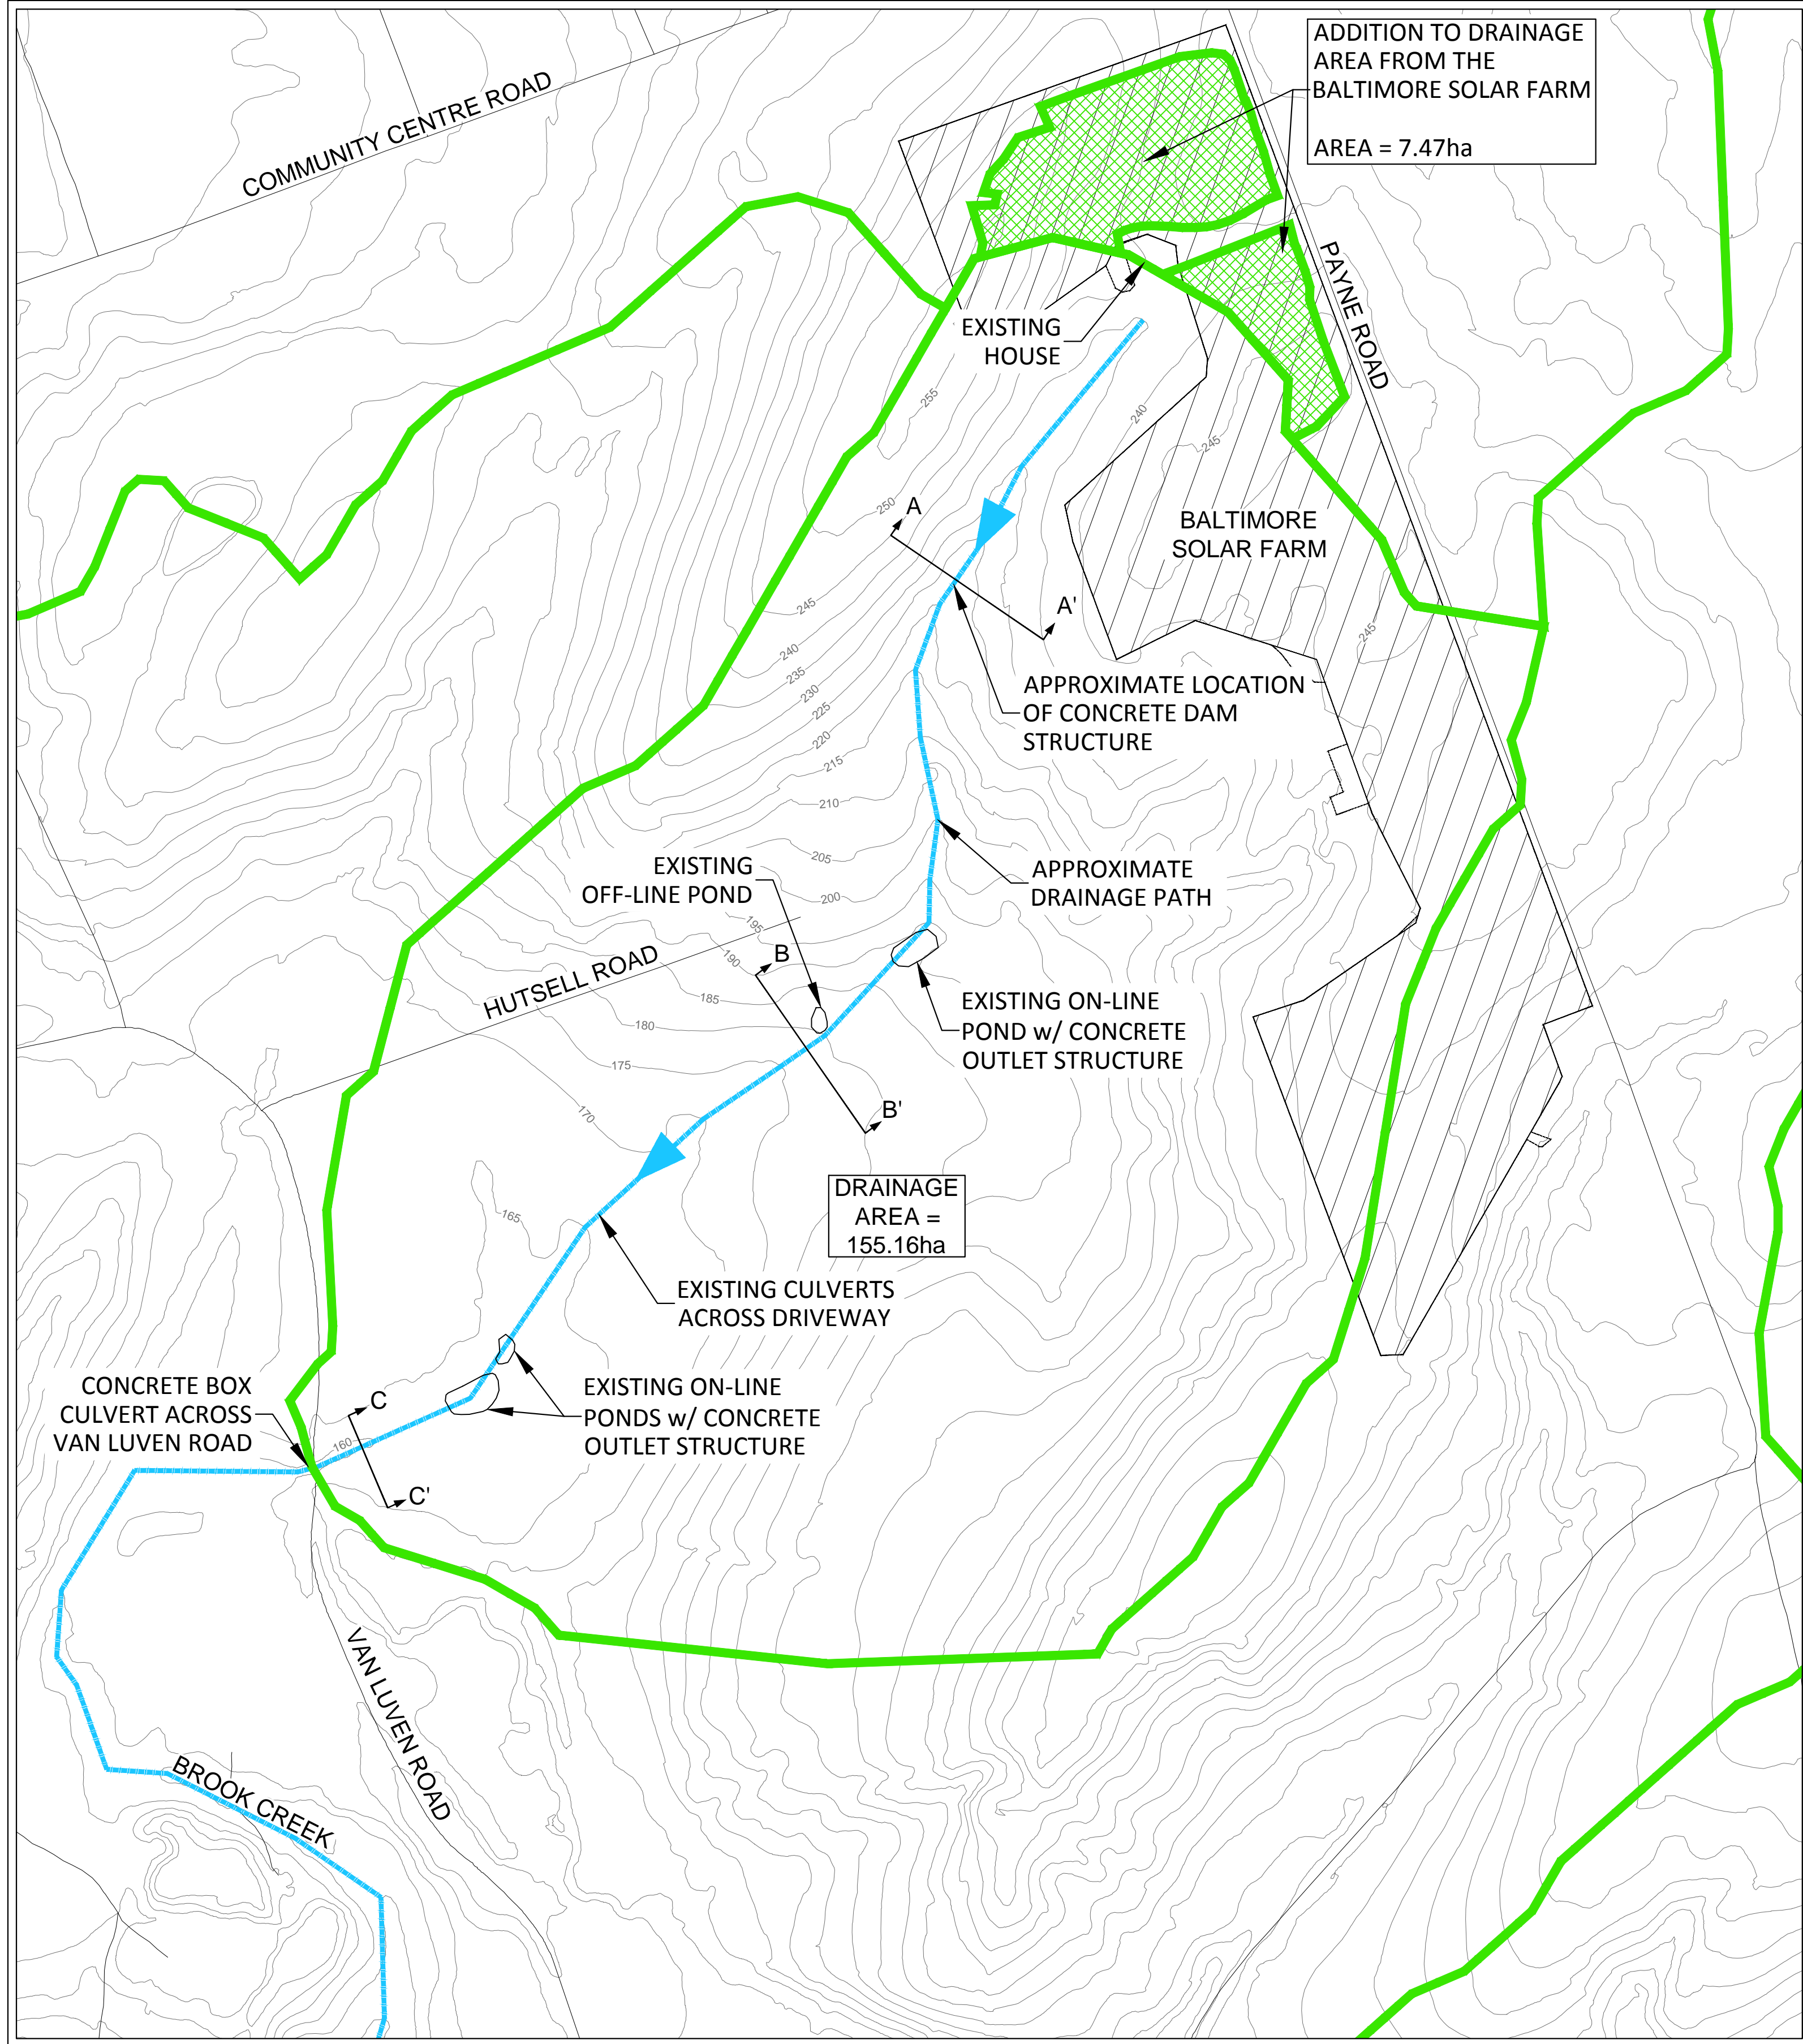 ADDITION TO DRAINAGE
AREA FROM THE
BALTIMORE SOLAR FARM
AREA = 7.47ha
COMMUNITY CENTRE ROAD
PAYNE ROAD
EXISTING
HOUSE
255
240
245
250
A
BALTIMORE
SOLAR FARM
245
A'
245
240
235
230
225
220
215
210
205
200
195
190
185
180
175
170
165
160
APPROXIMATE LOCATION
OF CONCRETE DAM
STRUCTURE
EXISTING
OFF-LINE POND
APPROXIMATE
DRAINAGE PATH
HUTSELL ROAD
B
EXISTING ON-LINE
POND w/ CONCRETE
OUTLET STRUCTURE
B'
DRAINAGE
AREA =
155.16ha
EXISTING CULVERTS
ACROSS DRIVEWAY
CONCRETE BOX
CULVERT ACROSS
VAN LUVEN ROAD
C
EXISTING ON-LINE
PONDS w/ CONCRETE
OUTLET STRUCTURE
C'
VAN LUVEN ROAD
BROOK CREEK